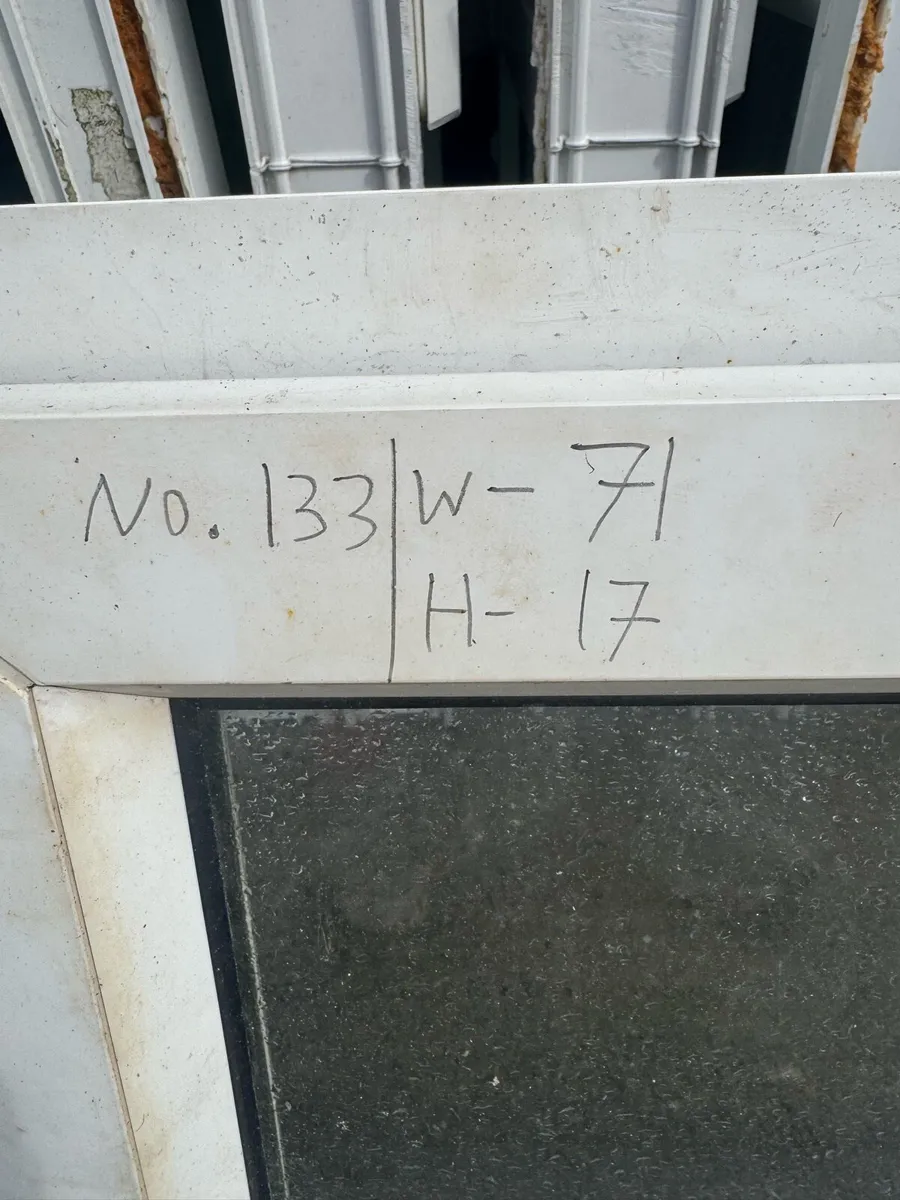 No. 133 | W- 71
H- 17